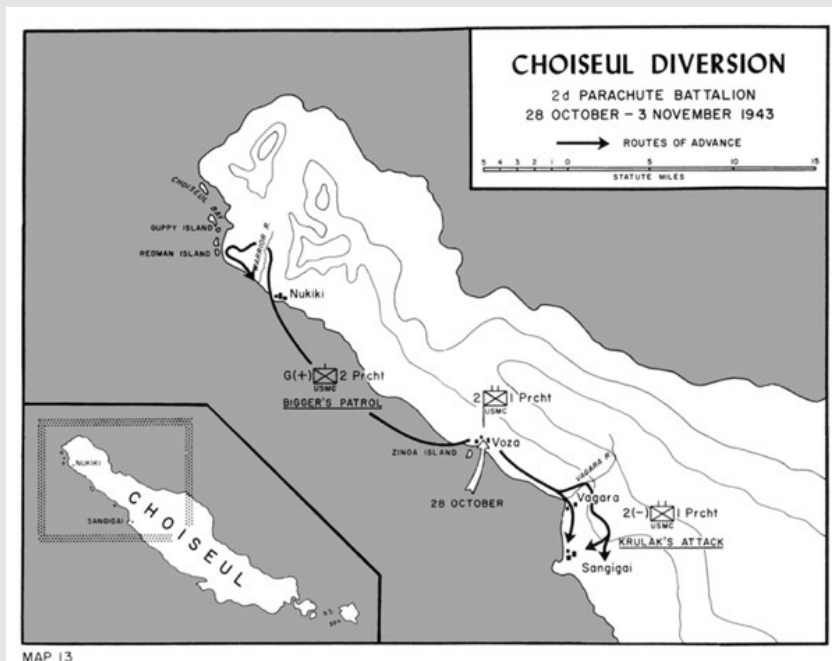 CHOISEUL DIVERSION
2d PARACHUTE BATTALION
28 OCTOBER – 3 NOVEMBER 1943
ROUTES OF ADVANCE
5 4 3 2 1 0 5 10 15
STATUTE MILES
CHOISEUL BAY
GUPPY ISLAND
REDMAN ISLAND
WARRIOR R.
Nukiki
G(+) 2 Prcht
USMC
BIGGER'S PATROL
2 1 Prcht
USMC
ZINOA ISLAND
Voza
28 OCTOBER
VAGARA R.
Vagara
2(-) 1 Prcht
USMC
KRULAK'S ATTACK
Sangigai
NUKIKI
SANGIGAI
CHOISEUL
MAP 13